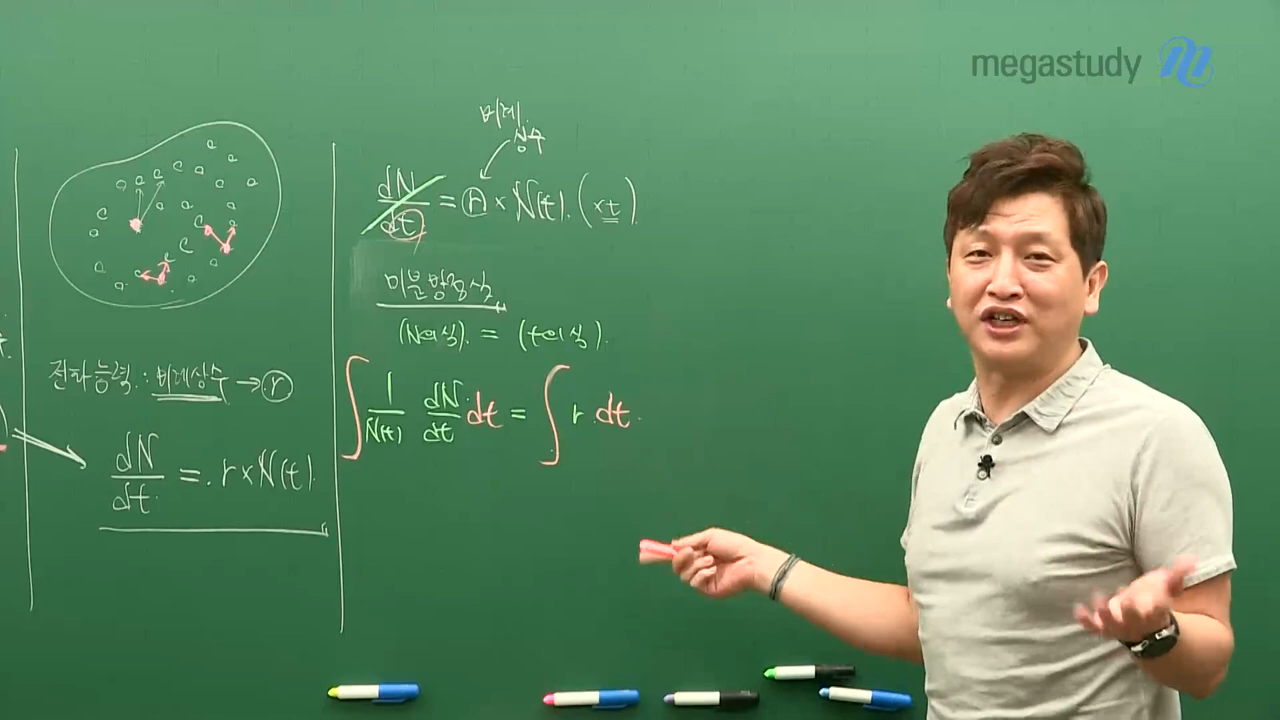 megastudy
전파능력 : 비례상수 → r
dN/dt = r × N(t)
비례
상수
dN/dt = r × N(t). (×t)
미분방정식
(N의식) = (t의식).
∫ 1/N(t) dN/dt dt = ∫ r dt.